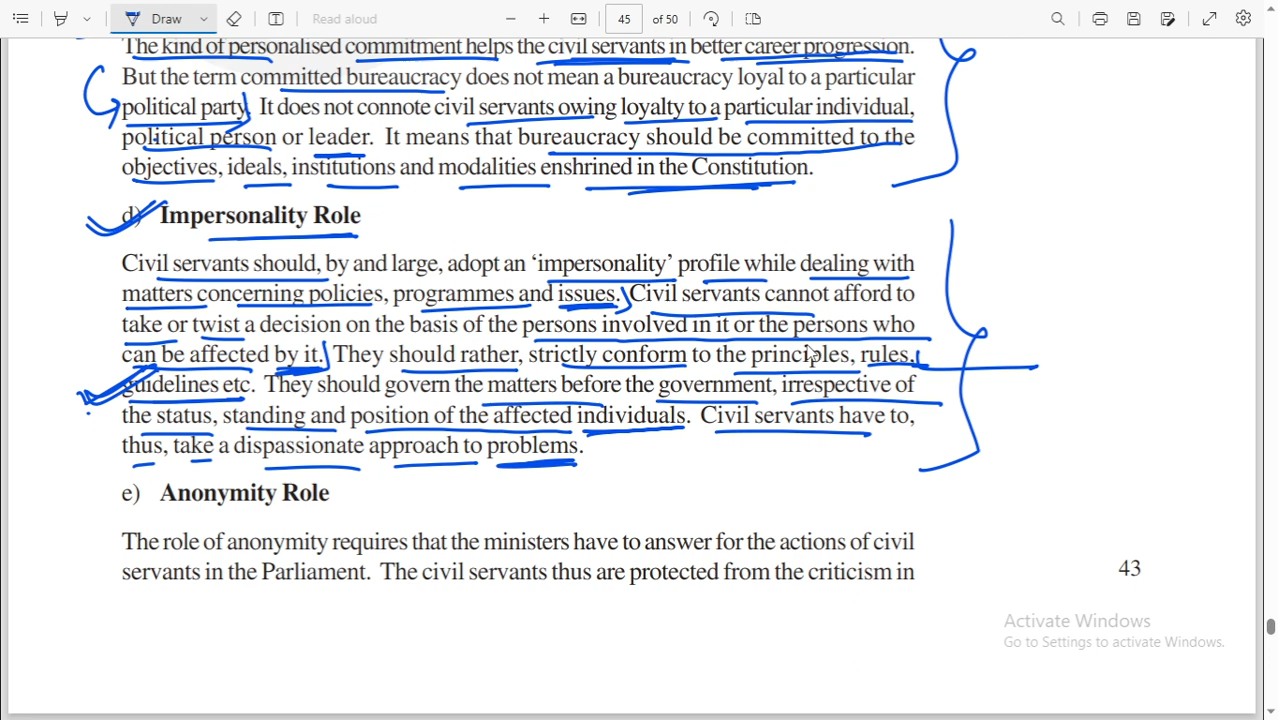 Draw
Read aloud
45 of 50
The kind of personalised commitment helps the civil servants in better career progression.
But the term committed bureaucracy does not mean a bureaucracy loyal to a particular
political party. It does not connote civil servants owing loyalty to a particular individual,
political person or leader. It means that bureaucracy should be committed to the
objectives, ideals, institutions and modalities enshrined in the Constitution.
d) Impersonality Role
Civil servants should, by and large, adopt an ‘impersonality’ profile while dealing with
matters concerning policies, programmes and issues. Civil servants cannot afford to
take or twist a decision on the basis of the persons involved in it or the persons who
can be affected by it. They should rather, strictly conform to the principles, rules,
guidelines etc. They should govern the matters before the government, irrespective of
the status, standing and position of the affected individuals. Civil servants have to,
thus, take a dispassionate approach to problems.
e) Anonymity Role
The role of anonymity requires that the ministers have to answer for the actions of civil
servants in the Parliament. The civil servants thus are protected from the criticism in
43
Activate Windows
Go to Settings to activate Windows.